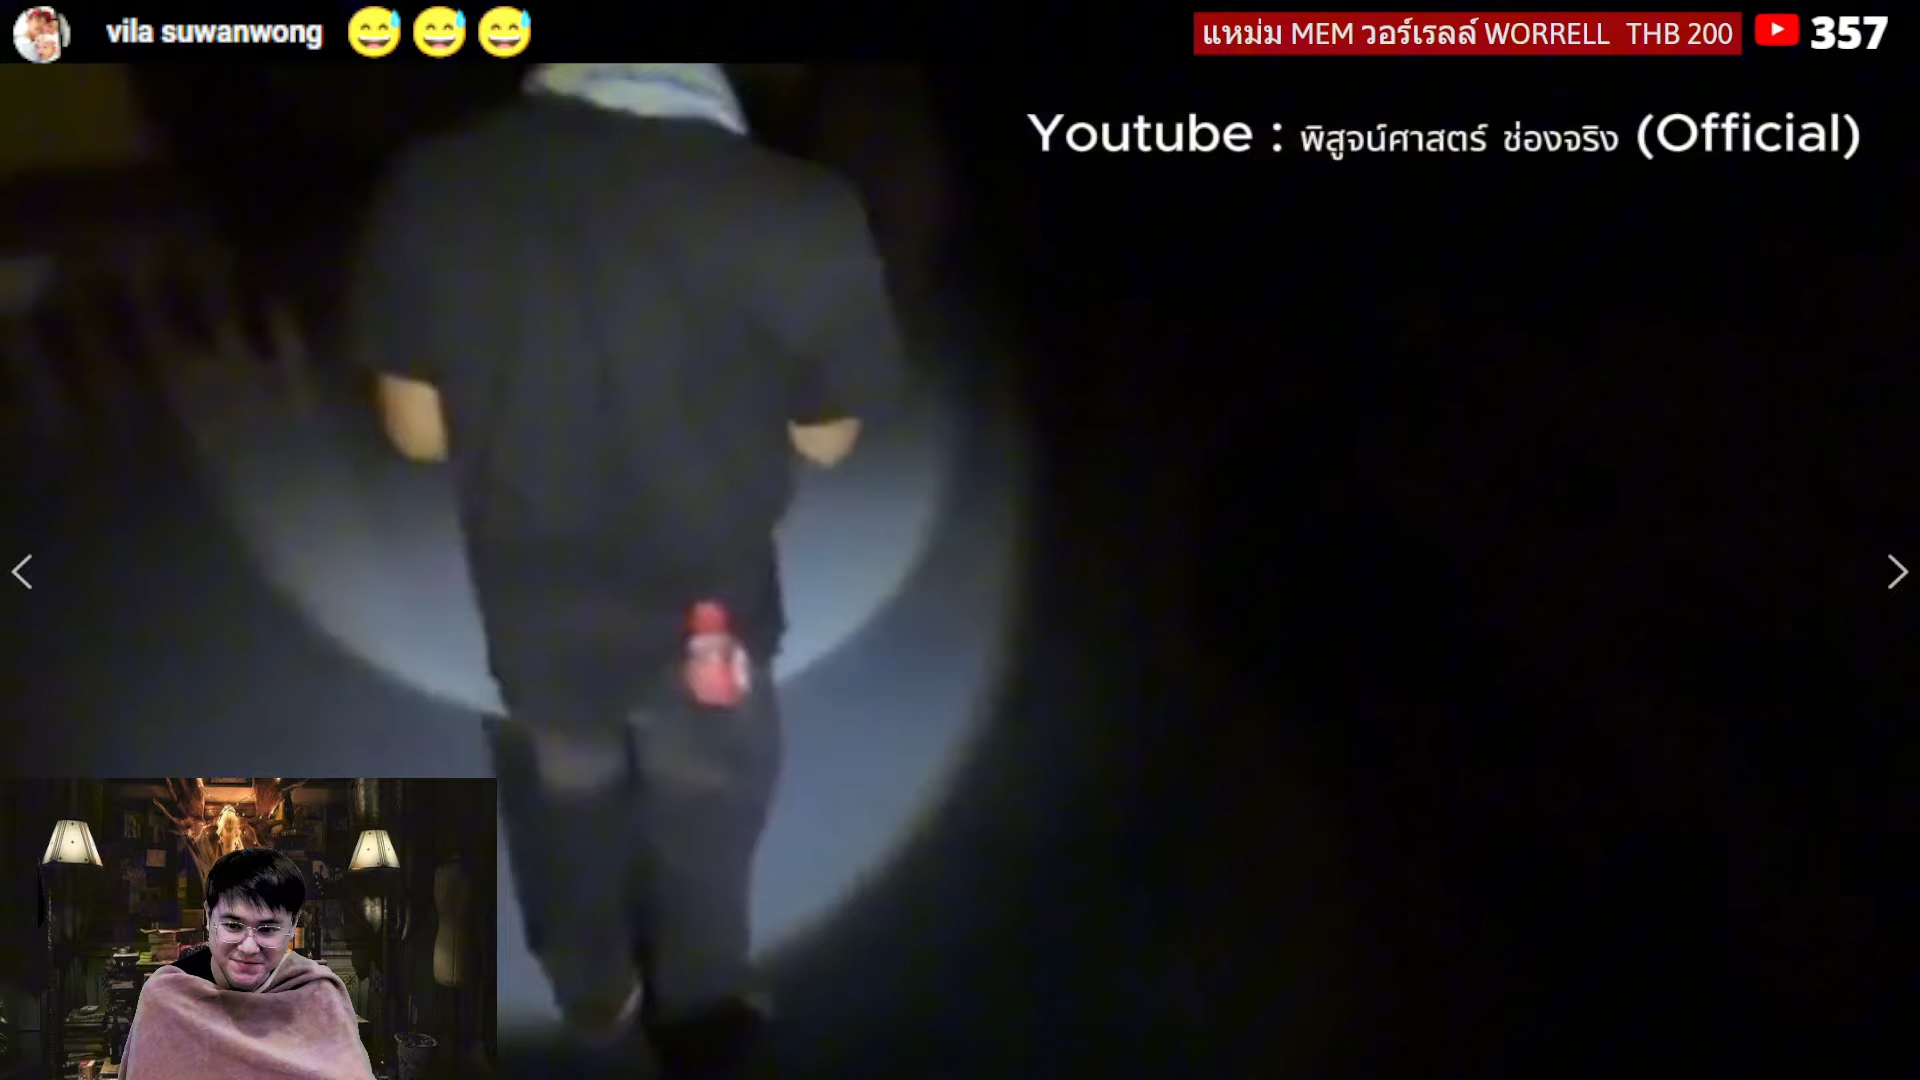 vila suwanwong 😅 😅 😅
แหม่ม MEM วอร์เรลล์ WORRELL THB 200
357
Youtube : พิสูจน์ศาสตร์ ช่องจริง (Official)